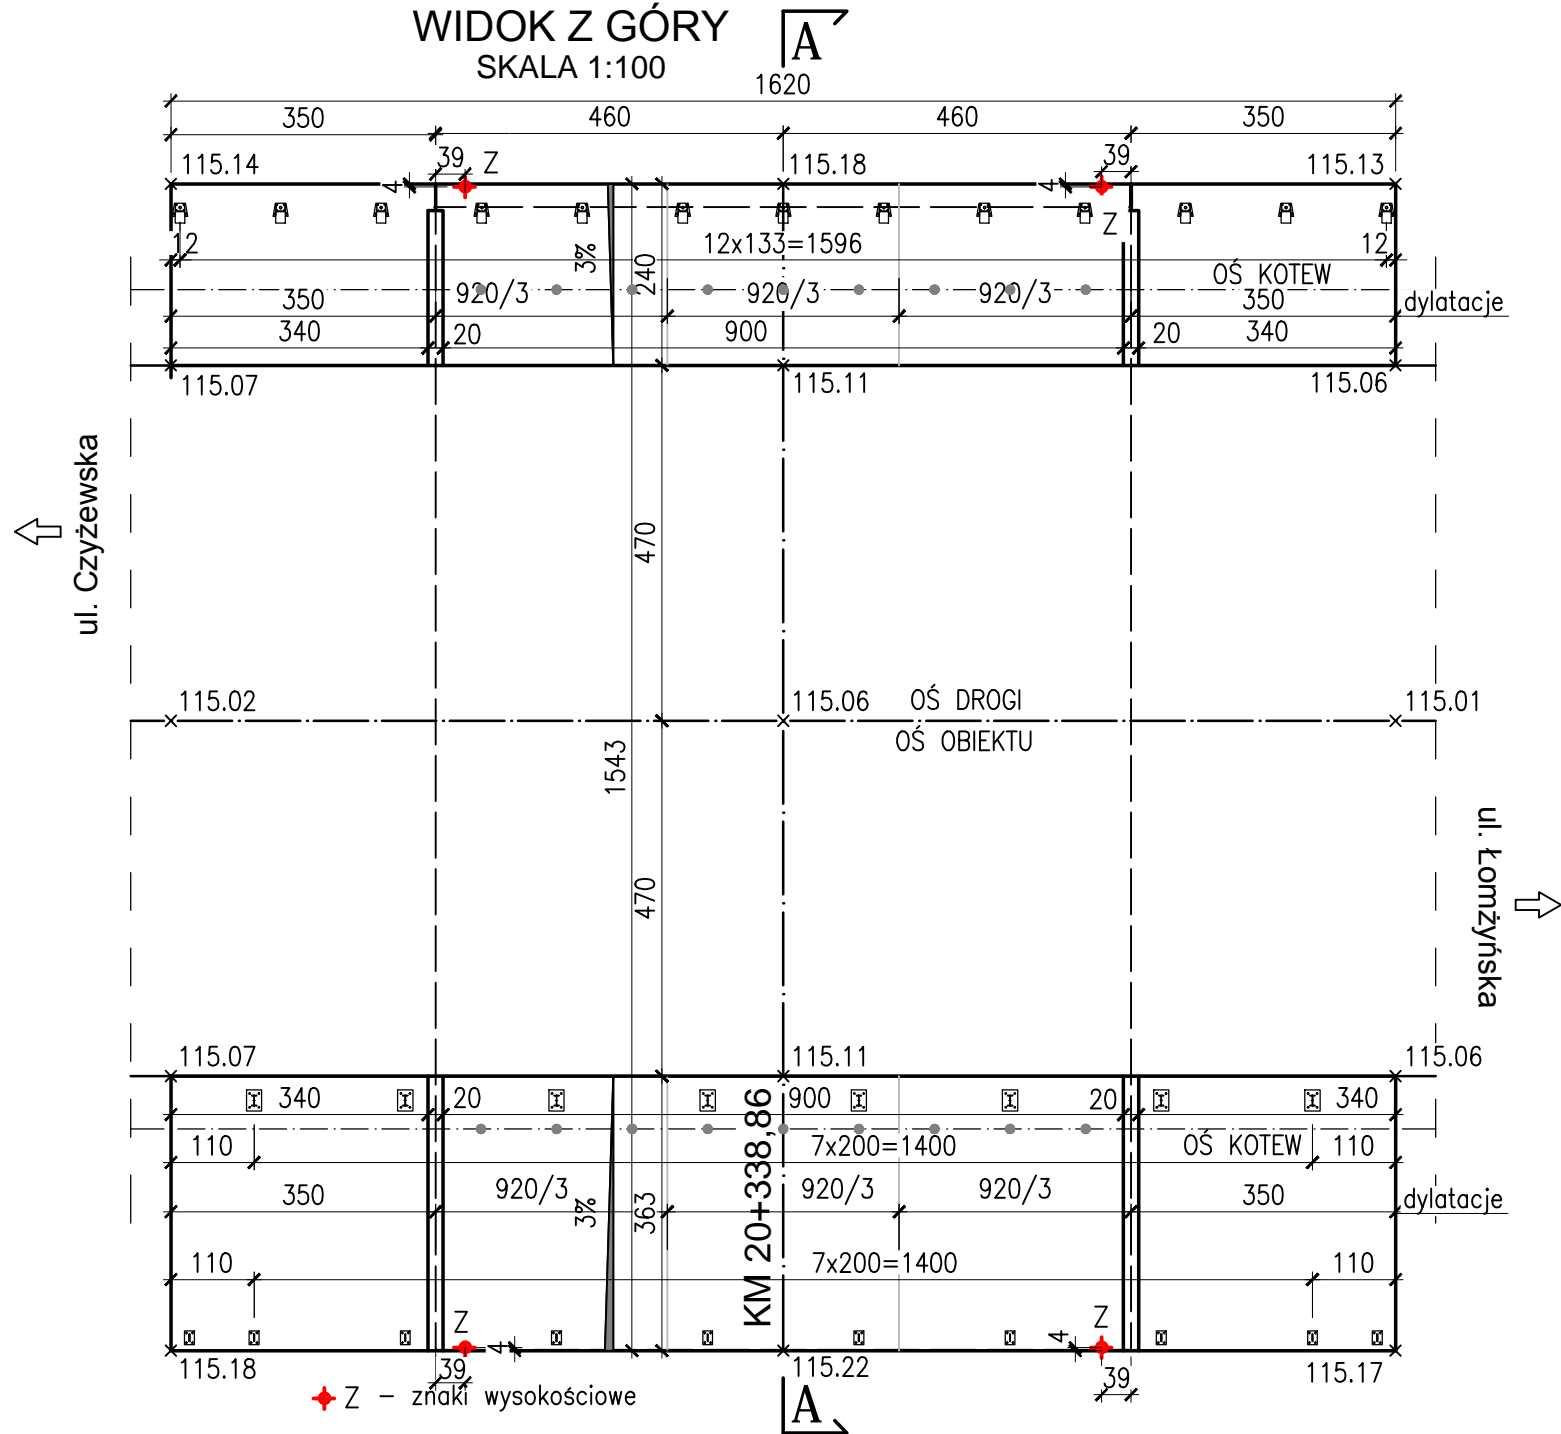 WIDOK Z GÓRY
SKALA 1:100
A
1620
350
460
460
350
115.14
39
Z
115.18
39
115.13
4
4
Z
12
3%
240
12x133=1596
12
OŚ KOTEW
350
920/3
920/3
920/3
350
dylatacje
340
20
900
20
340
115.07
115.11
115.06
ul. Czyżewska
470
115.02
115.06
OŚ DROGI
115.01
OŚ OBIEKTU
1543
470
ul. Łomżyńska
115.07
115.11
115.06
340
20
900
20
340
110
7x200=1400
OŚ KOTEW
110
350
920/3
3%
363
KM 20+338,86
920/3
920/3
350
dylatacje
110
7x200=1400
110
Z
4
4
Z
115.18
39
115.22
39
115.17
Z – znaki wysokościowe
A